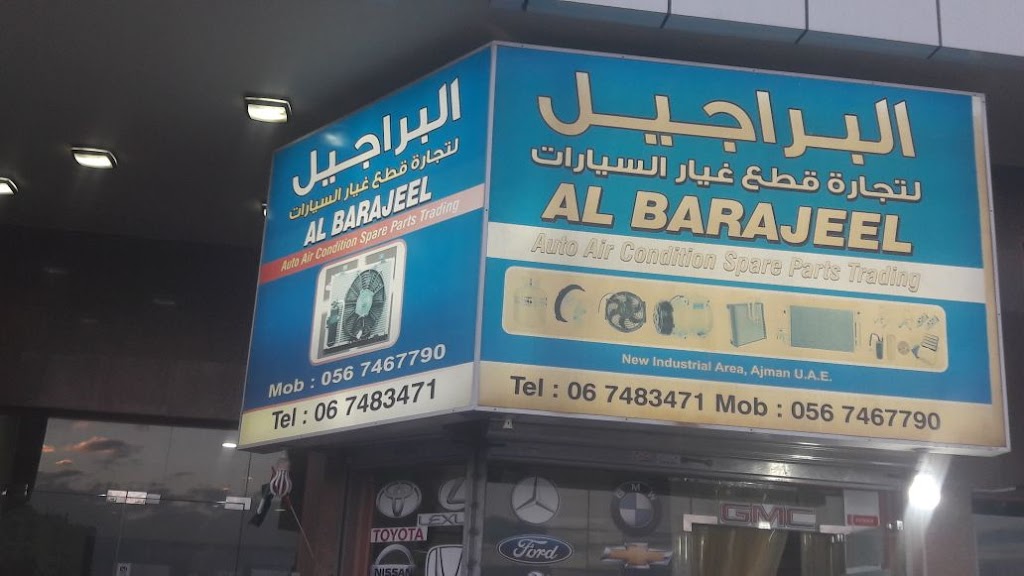 البراجيل
لتجارة قطع غيار السيارات
AL BARAJEEL
Auto Air Condition Spare Parts Trading
Mob : 056 7467790
Tel : 06 7483471
البراجيل
لتجارة قطع غيار السيارات
AL BARAJEEL
Auto Air Condition Spare Parts Trading
New Industrial Area, Ajman U.A.E.
Tel : 06 7483471 Mob : 056 7467790
TOYOTA
LEXUS
NISSAN
Ford
BMW
GMC